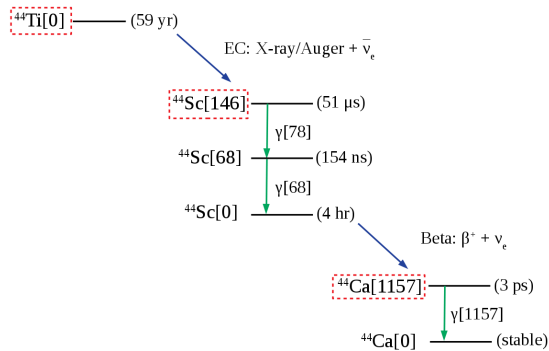 ⁴⁴Ti[0] (59 yr)
EC: X-ray/Auger + ν̅ₑ
⁴⁴Sc[146] (51 μs)
γ[78]
⁴⁴Sc[68] (154 ns)
γ[68]
⁴⁴Sc[0] (4 hr)
Beta: β⁺ + νₑ
⁴⁴Ca[1157] (3 ps)
γ[1157]
⁴⁴Ca[0] (stable)